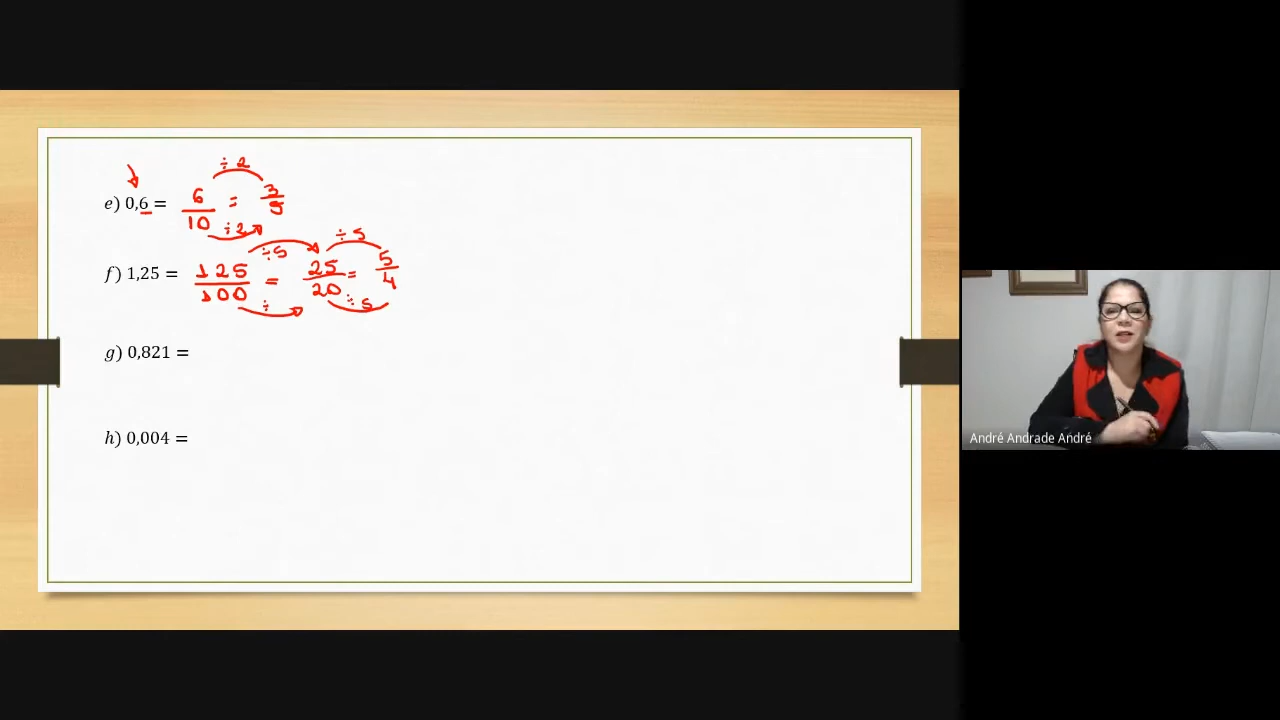 ÷ 2
e) 0,6 = 6/10 = 3/5
÷2
÷5 ÷ 5
f) 1,25 = 125/100 = 25/20 = 5/4
÷ ÷ 5
g) 0,821 =
h) 0,004 =
André Andrade André